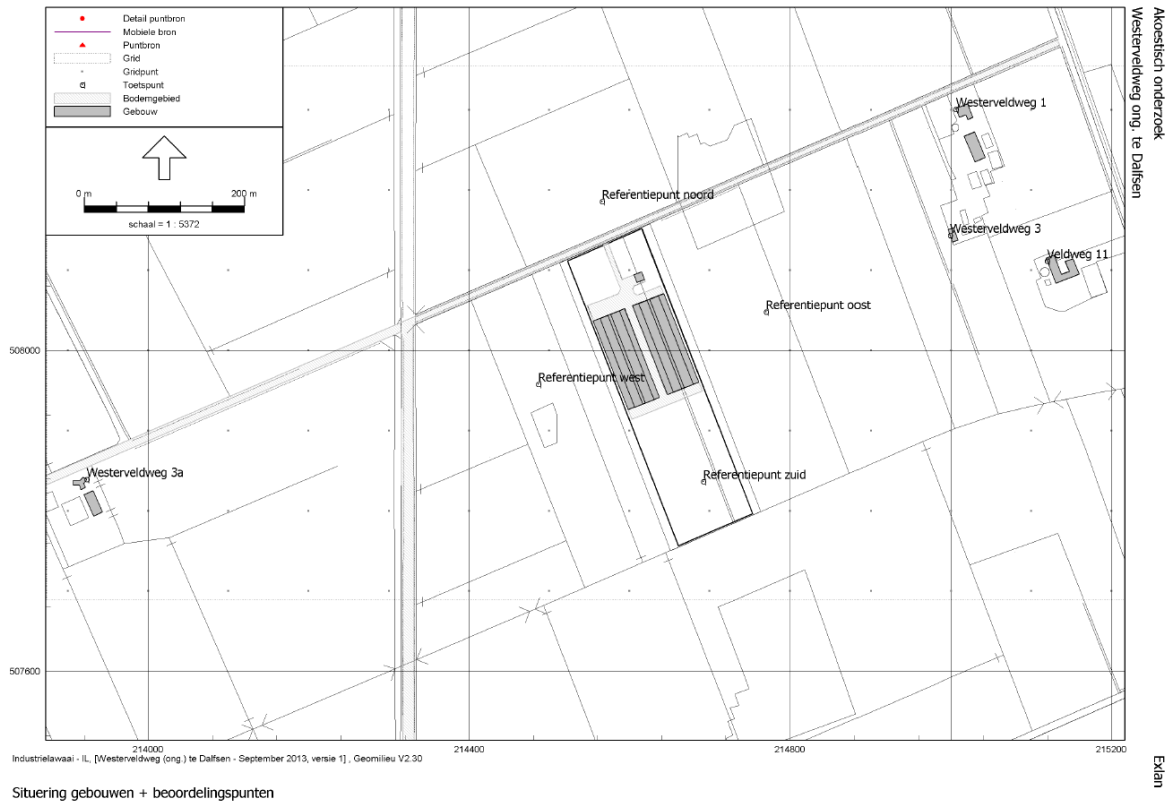 Detail puntbron
Mobiele bron
Puntbron
Grid
Gridpunt
Toetspunt
Bodemgebied
Gebouw
0 m
200 m
schaal = 1 : 5372
Akoestisch onderzoek
Westerveldweg ong. te Dalfsen
Westerveldweg 1
Referentiepunt noord
Westerveldweg 3
Veldweg 11
Referentiepunt oost
508000
Referentiepunt west
Westerveldweg 3a
Referentiepunt zuid
507600
214000
214400
214800
215200
Industrielawaai - IL, [Westerveldweg (ong.) te Dalfsen - September 2013, versie 1] , Geomilieu V2.30
Exlan
Situering gebouwen + beoordelingspunten